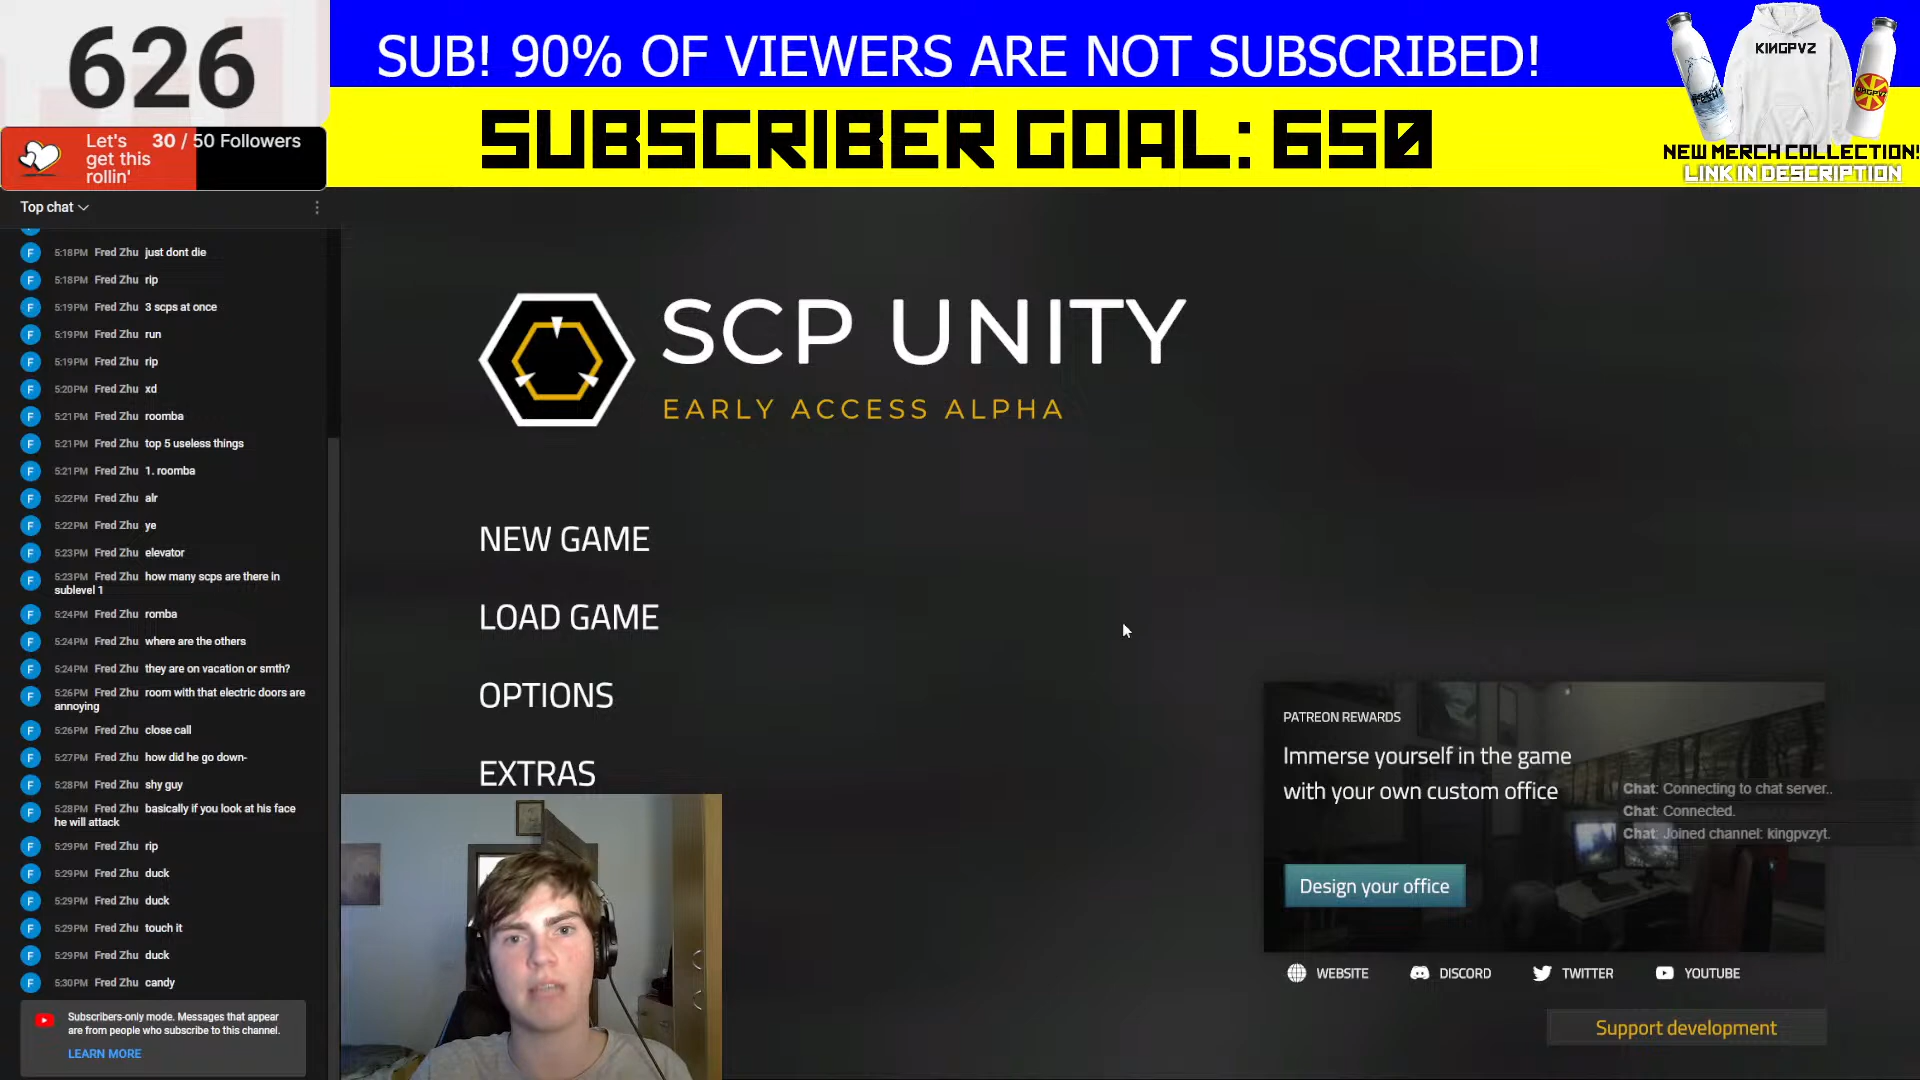 626
Let's get this rollin'
30 / 50 Followers
SUB! 90% OF VIEWERS ARE NOT SUBSCRIBED!
SUBSCRIBER GOAL: 650
KINGPVZ
NEW MERCH COLLECTION!
LINK IN DESCRIPTION
Top chat
5:18PM Fred Zhu just dont die
5:18PM Fred Zhu rip
5:19PM Fred Zhu 3 scps at once
5:19PM Fred Zhu run
5:19PM Fred Zhu rip
5:20PM Fred Zhu xd
5:21PM Fred Zhu roomba
5:21PM Fred Zhu top 5 useless things
5:21PM Fred Zhu 1. roomba
5:22PM Fred Zhu alr
5:22PM Fred Zhu ye
5:23PM Fred Zhu elevator
5:23PM Fred Zhu how many scps are there in
sublevel 1
5:24PM Fred Zhu romba
5:24PM Fred Zhu where are the others
5:24PM Fred Zhu they are on vacation or smth?
5:26PM Fred Zhu room with that electric doors are
annoying
5:26PM Fred Zhu close call
5:27PM Fred Zhu how did he go down-
5:28PM Fred Zhu shy guy
5:28PM Fred Zhu basically if you look at his face
he will attack
5:29PM Fred Zhu rip
5:29PM Fred Zhu duck
5:29PM Fred Zhu duck
5:29PM Fred Zhu touch it
5:29PM Fred Zhu duck
5:30PM Fred Zhu candy
Subscribers-only mode. Messages that appear
are from people who subscribe to this channel.
LEARN MORE
SCP UNITY
EARLY ACCESS ALPHA
NEW GAME
LOAD GAME
OPTIONS
EXTRAS
PATREON REWARDS
Immerse yourself in the game
with your own custom office
Design your office
Chat: Connecting to chat server..
Chat: Connected.
Chat: Joined channel: kingpvzyt.
WEBSITE
DISCORD
TWITTER
YOUTUBE
Support development